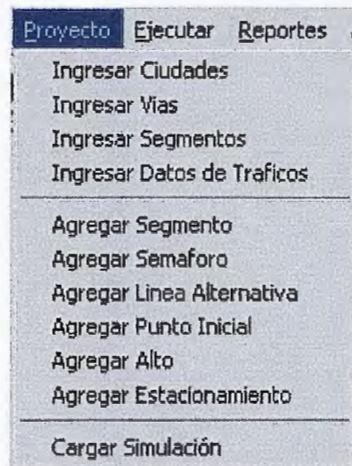 Proyecto Ejecutar Reportes
Ingresar Ciudades
Ingresar Vias
Ingresar Segmentos
Ingresar Datos de Traficos
Agregar Segmento
Agregar Semaforo
Agregar Linea Alternativa
Agregar Punto Inicial
Agregar Alto
Agregar Estacionamiento
Cargar Simulación